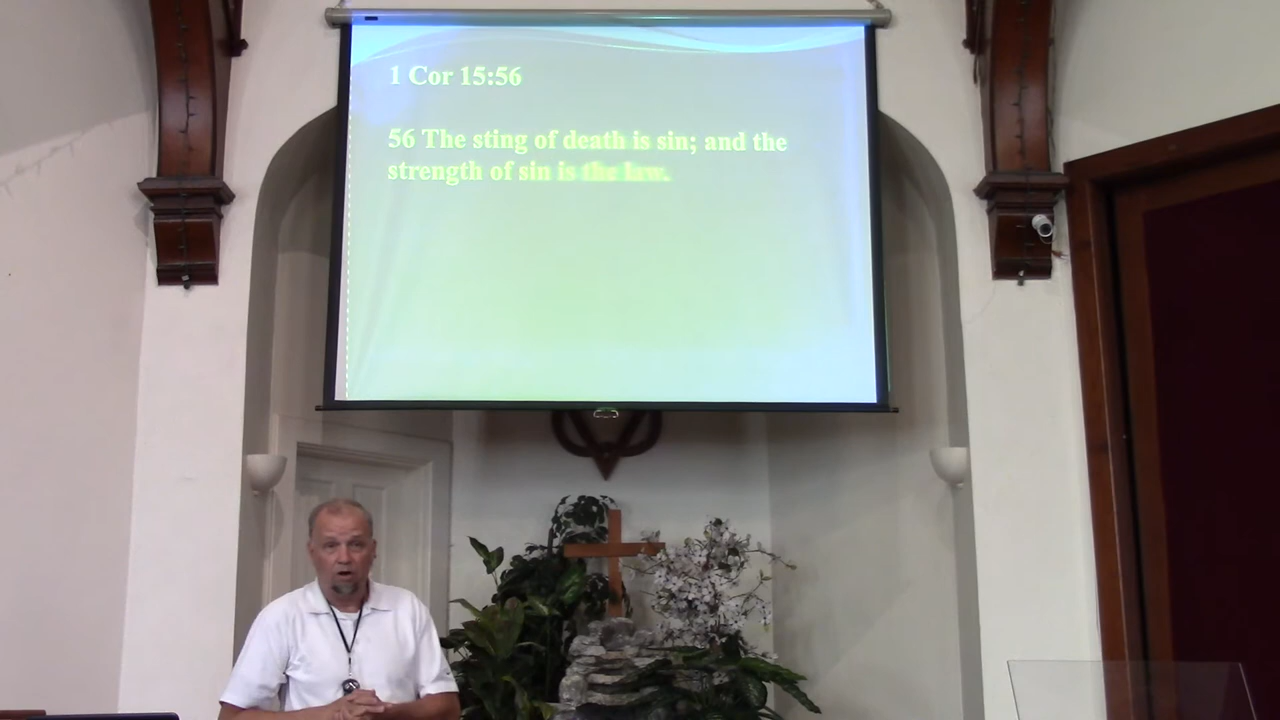 1 Cor 15:56
56 The sting of death is sin; and the
strength of sin is the law.